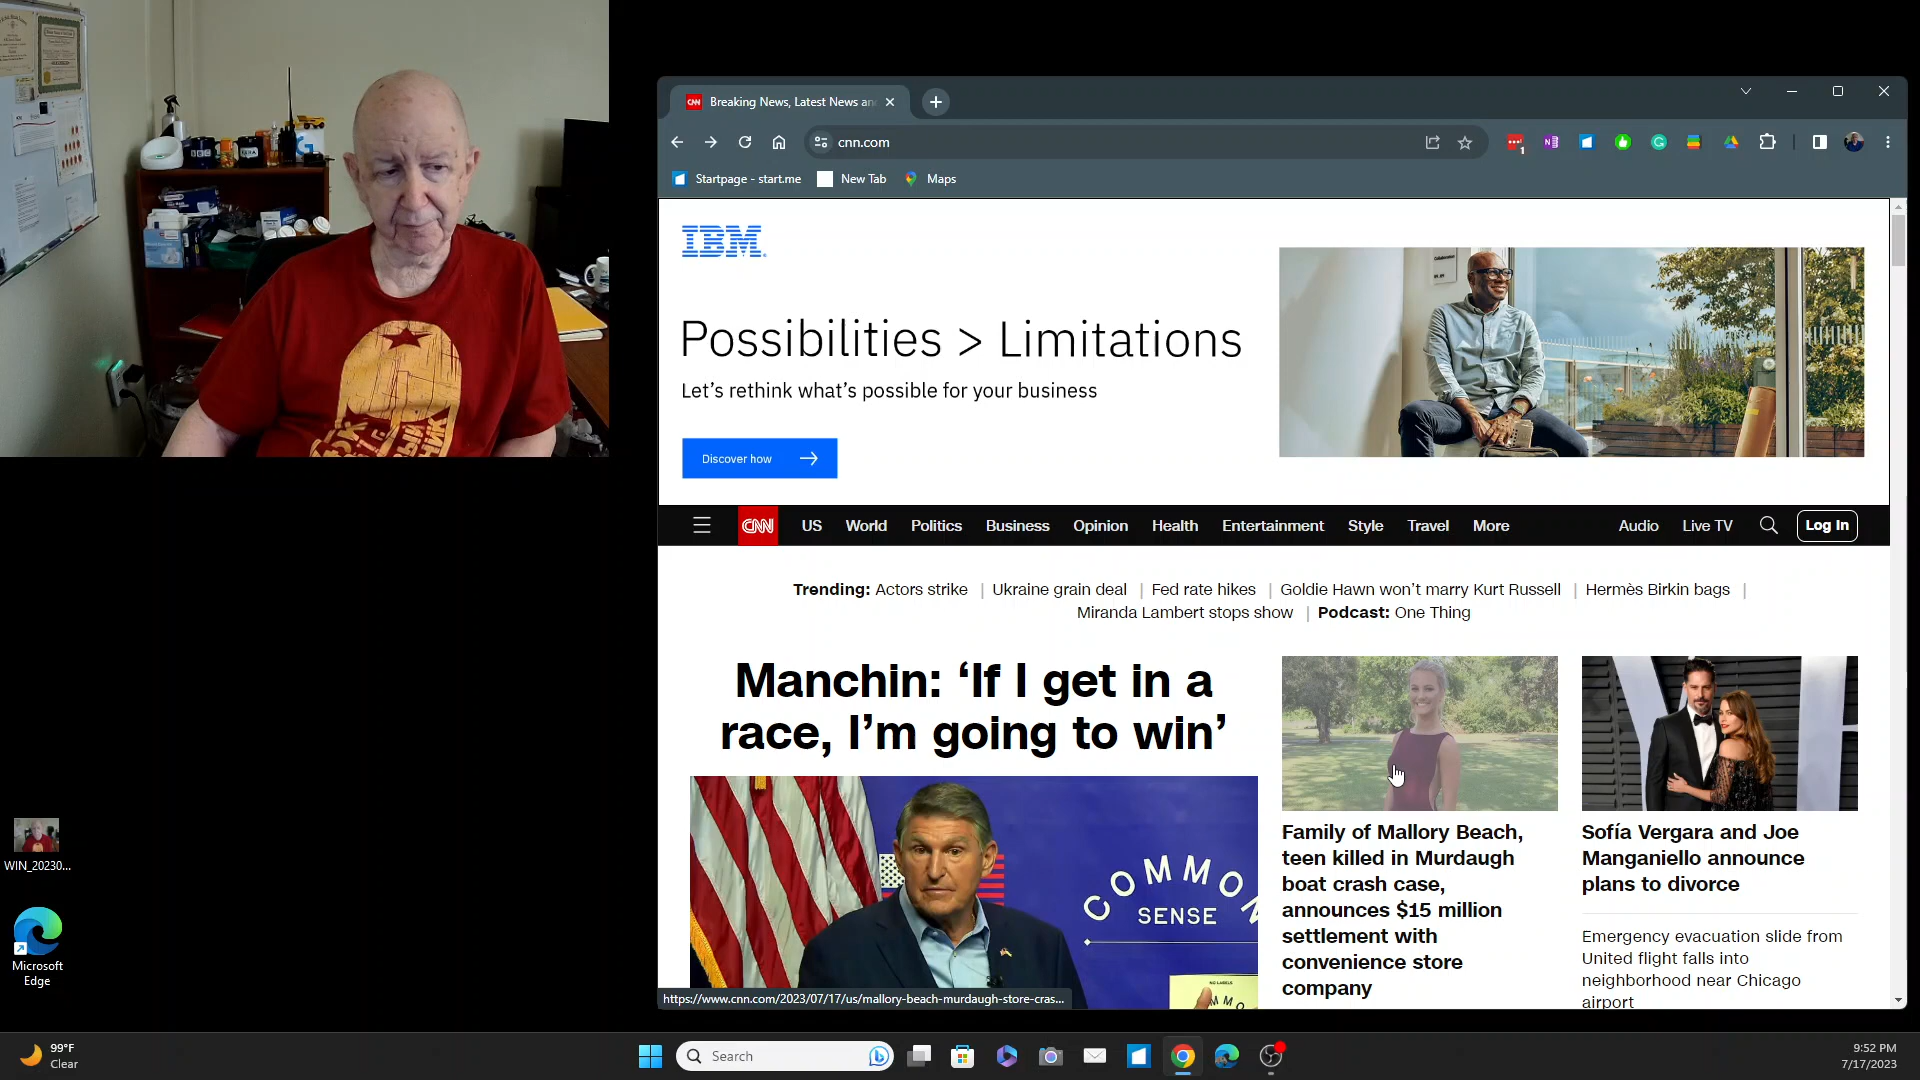 BBC
Breaking News, Latest News an
cnn.com
1
Startpage - start.me
New Tab
Maps
IBM
Possibilities > Limitations
Let's rethink what's possible for your business
Discover how
CNN
US
World
Politics
Business
Opinion
Health
Entertainment
Style
Travel
More
Audio
Live TV
Log In
Trending: Actors strike | Ukraine grain deal | Fed rate hikes | Goldie Hawn won't marry Kurt Russell | Hermès Birkin bags |
Miranda Lambert stops show | Podcast: One Thing
Manchin: ‘If I get in a
race, I’m going to win’
COMMON
SENSE
NO LABELS
Family of Mallory Beach,
teen killed in Murdaugh
boat crash case,
announces $15 million
settlement with
convenience store
company
Sofía Vergara and Joe
Manganiello announce
plans to divorce
Emergency evacuation slide from
United flight falls into
neighborhood near Chicago
airport
https://www.cnn.com/2023/07/17/us/mallory-beach-murdaugh-store-cras...
WIN_20230...
Microsoft
Edge
99°F
Clear
Search
9:52 PM
7/17/2023